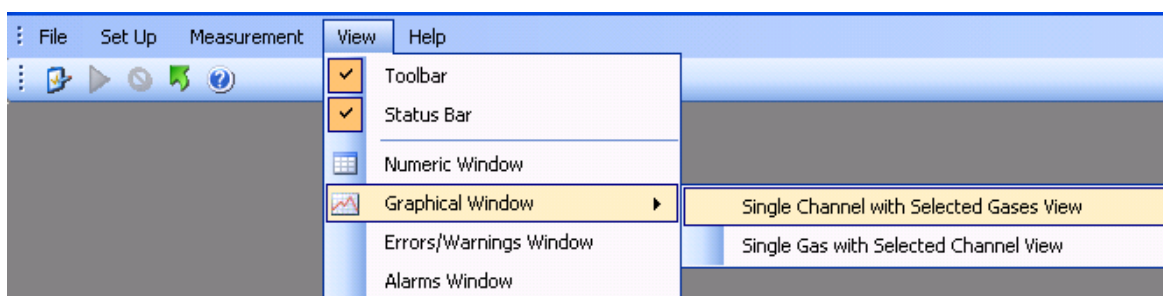 File Set Up Measurement View Help
Toolbar
Status Bar
Numeric Window
Graphical Window
Single Channel with Selected Gases View
Errors/Warnings Window
Single Gas with Selected Channel View
Alarms Window